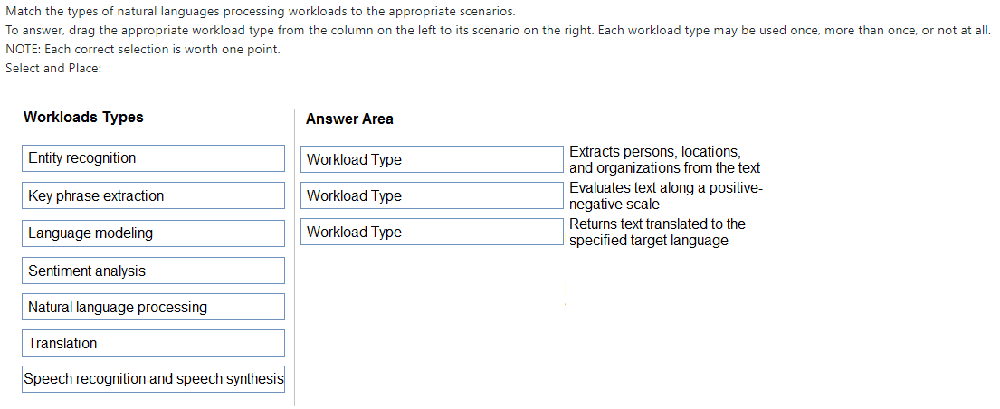 Match the types of natural languages processing workloads to the appropriate scenarios.
To answer, drag the appropriate workload type from the column on the left to its scenario on the right. Each workload type may be used once, more than once, or not at all.
NOTE: Each correct selection is worth one point.
Select and Place:
Workloads Types
Entity recognition
Key phrase extraction
Language modeling
Sentiment analysis
Natural language processing
Translation
Speech recognition and speech synthesis
Answer Area
Workload Type
Extracts persons, locations,
and organizations from the text
Workload Type
Evaluates text along a positive-
negative scale
Workload Type
Returns text translated to the
specified target language